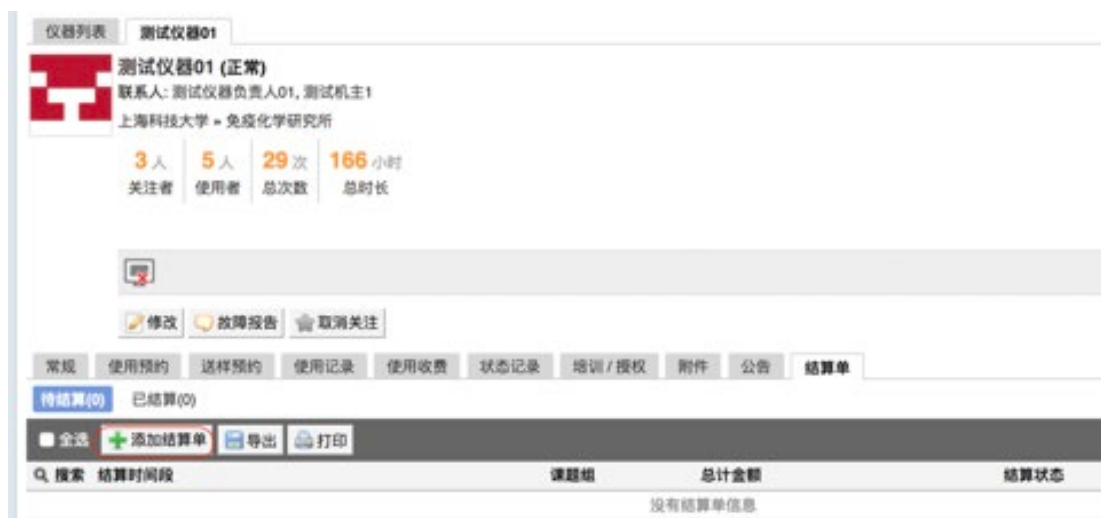 仪器列表 测试仪器01
测试仪器01 (正常)
联系人: 测试仪器负责人01, 测试机主1
上海科技大学 » 免疫化学研究所
3 人 5 人 29 次 166 小时
关注者 使用者 总次数 总时长
修改 故障报告 取消关注
常规 使用预约 送样预约 使用记录 使用收费 状态记录 培训 / 授权 附件 公告 结算单
待结算(0) 已结算(0)
全选 添加结算单 导出 打印
搜索 结算时间段 课题组 总计金额 结算状态
没有结算单信息